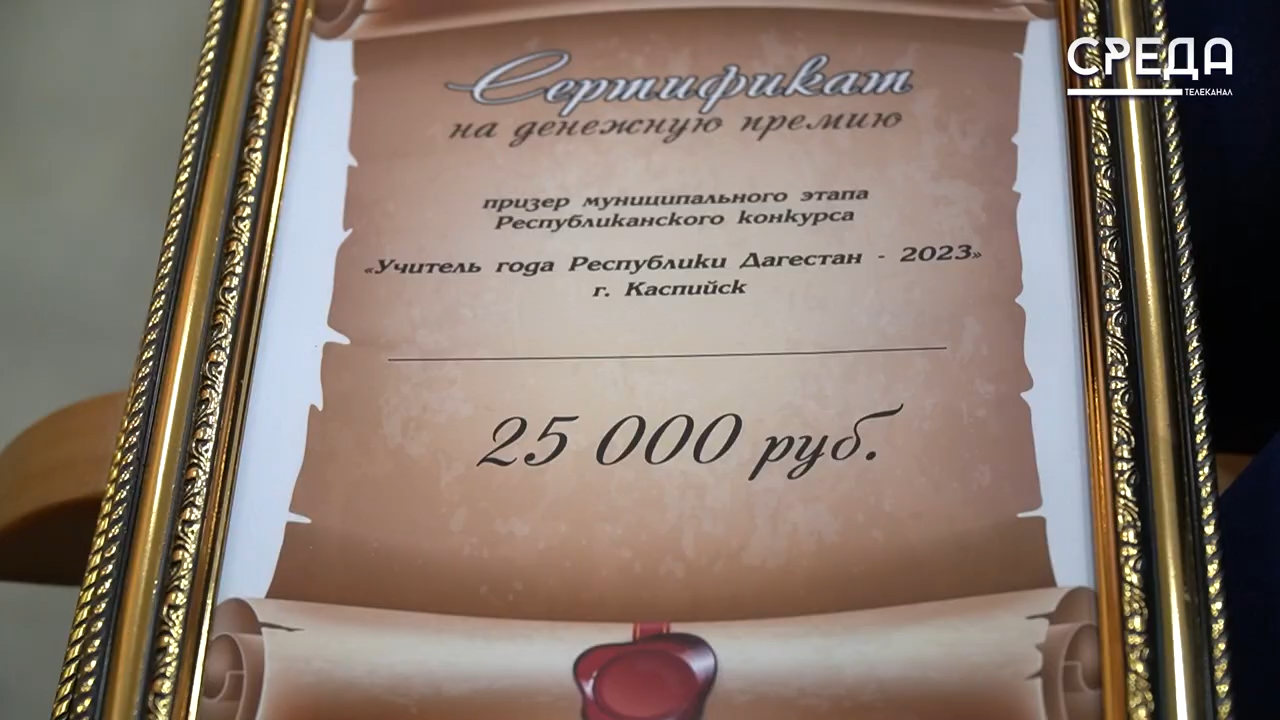 СРЕДА
ТЕЛЕКАНАЛ
Сертификат
на денежную премию
призер муниципального этапа
Республиканского конкурса
«Учитель года Республики Дагестан - 2023»
г. Каспийск
25 000 руб.